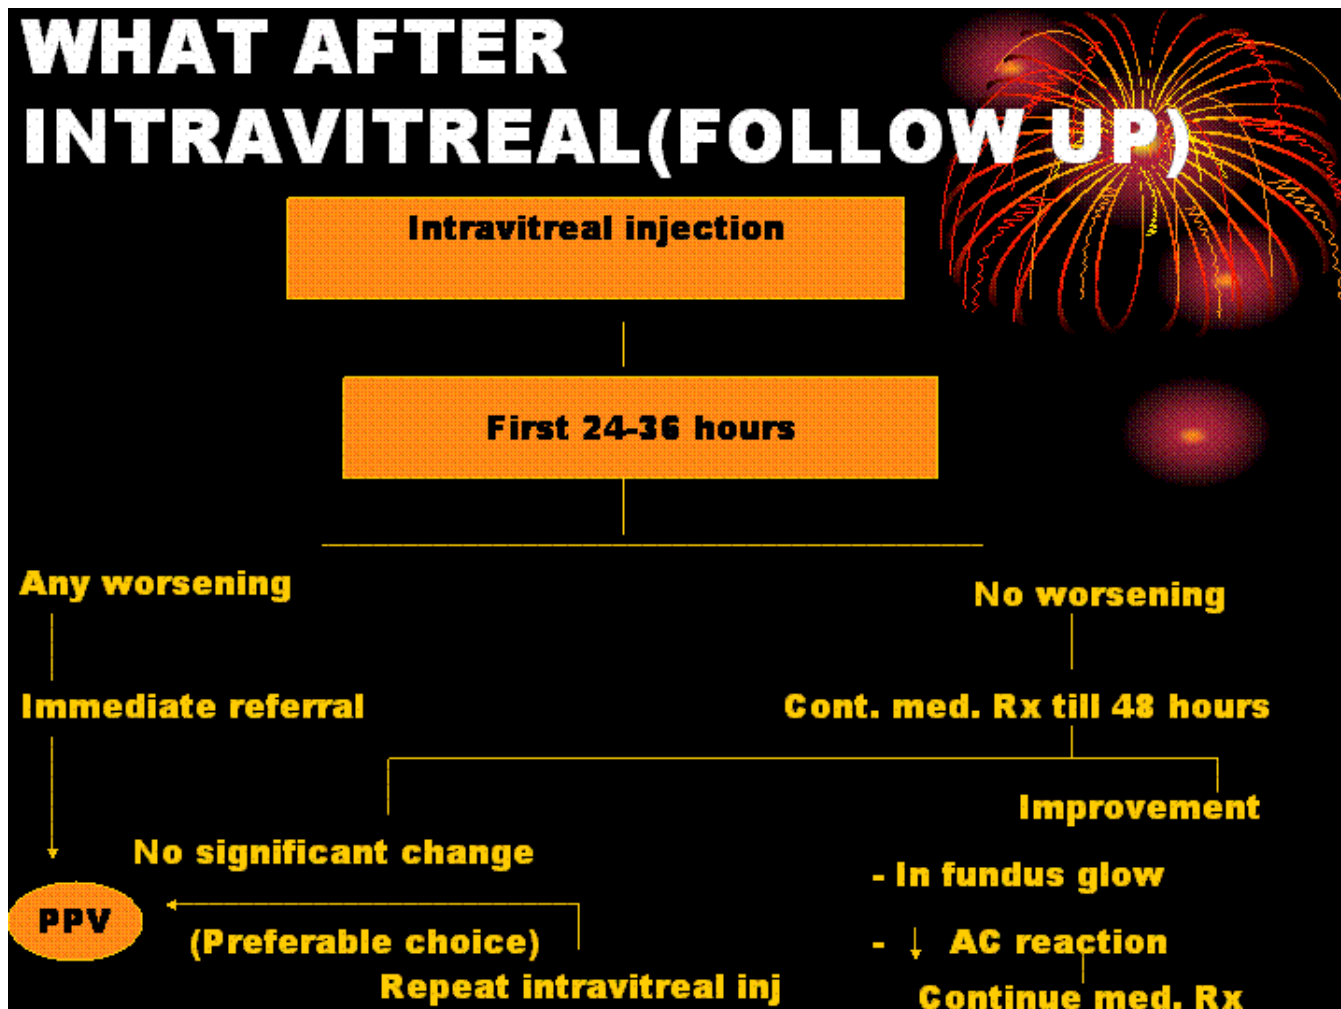 WHAT AFTER
INTRAVITREAL(FOLLOW UP)
Intravitreal injection
First 24-36 hours
Any worsening
No worsening
Immediate referral
Cont. med. Rx till 48 hours
Improvement
No significant change
- In fundus glow
PPV
(Preferable choice)
- ↓ AC reaction
Repeat intravitreal inj
Continue med. Rx